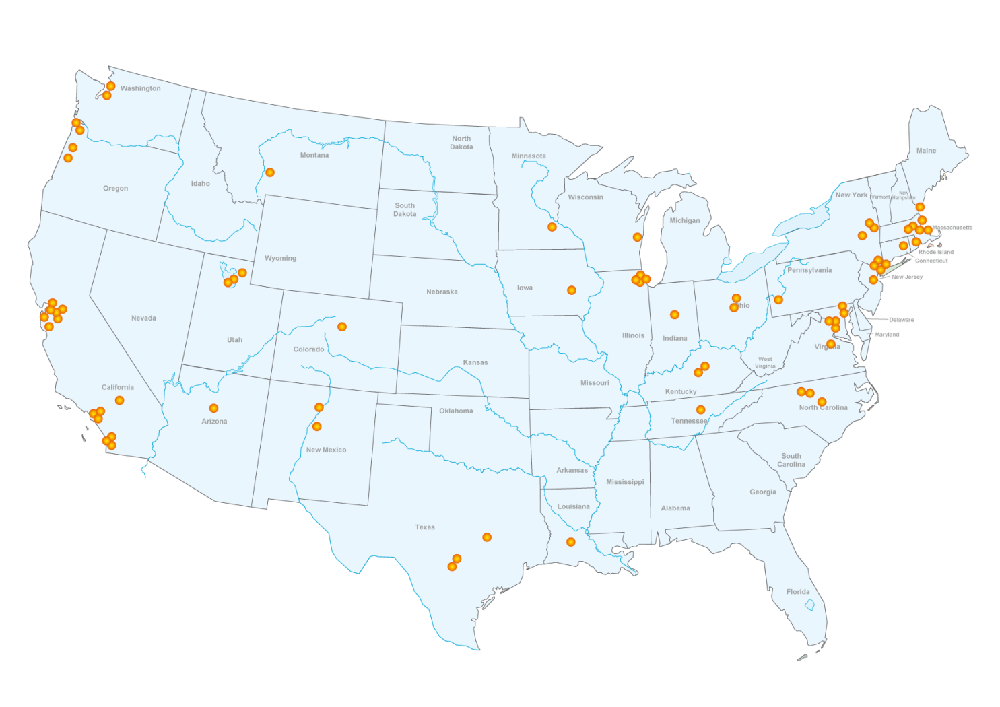 Washington
North
Dakota
Minnesota
Montana
Maine
Oregon
Idaho
South
Dakota
Wisconsin
New York
Vermont
New
Hampshire
Michigan
Massachusetts
Wyoming
Rhode Island
Connecticut
Pennsylvania
New Jersey
Nebraska
Iowa
Ohio
Nevada
Utah
Colorado
Illinois
Indiana
Delaware
Maryland
Virginia
Kansas
West
Virginia
Missouri
California
Kentucky
Arizona
Oklahoma
Tennessee
North Carolina
New Mexico
Arkansas
South
Carolina
Mississippi
Georgia
Louisiana
Alabama
Texas
Florida